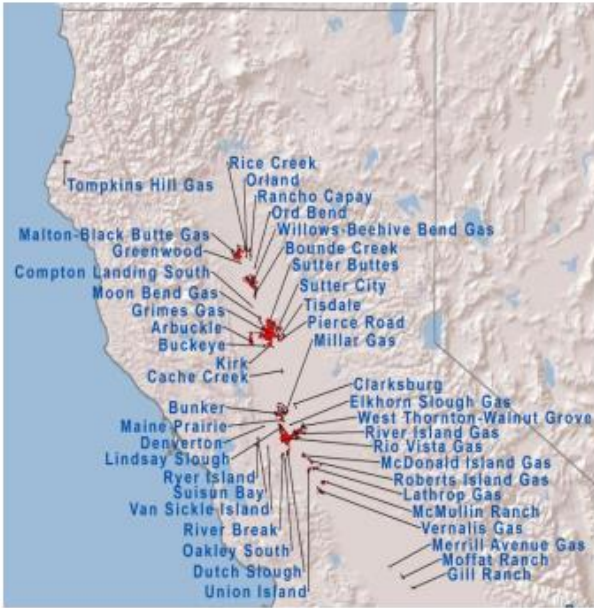 Rice Creek
Orland
Tompkins Hill Gas
Rancho Capay
Ord Bend
Willows-Beehive Bend Gas
Malton-Black Butte Gas
Greenwood
Bounde Creek
Compton Landing South
Sutter Buttes
Moon Bend Gas
Sutter City
Grimes Gas
Tisdale
Arbuckle
Pierce Road
Buckeye
Millar Gas
Kirk
Cache Creek
Clarksburg
Elkhorn Slough Gas
Bunker
West Thornton-Walnut Grove
Maine Prairie
River Island Gas
Denverton
Rio Vista Gas
Lindsay Slough
McDonald Island Gas
Ryer Island
Roberts Island Gas
Suisun Bay
Lathrop Gas
Van Sickle Island
McMullin Ranch
River Break
Vernalis Gas
Oakley South
Merrill Avenue Gas
Moffat Ranch
Dutch Slough
Gill Ranch
Union Island